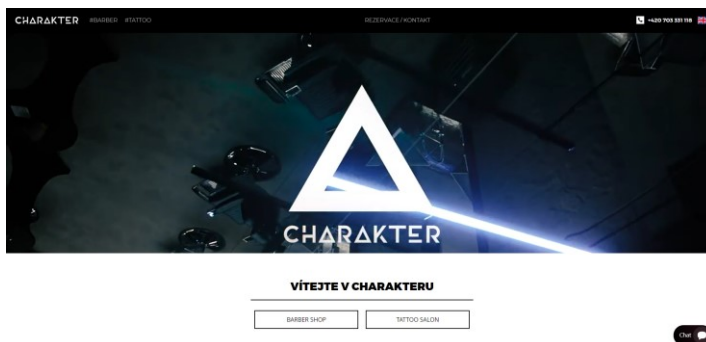 CHARAKTER #BARBER #TATTOO REZERVACE / KONTAKT +420 703 331 118
CHARAKTER
VÍTEJTE V CHARAKTERU
BARBER SHOP TATTOO SALON
Chat